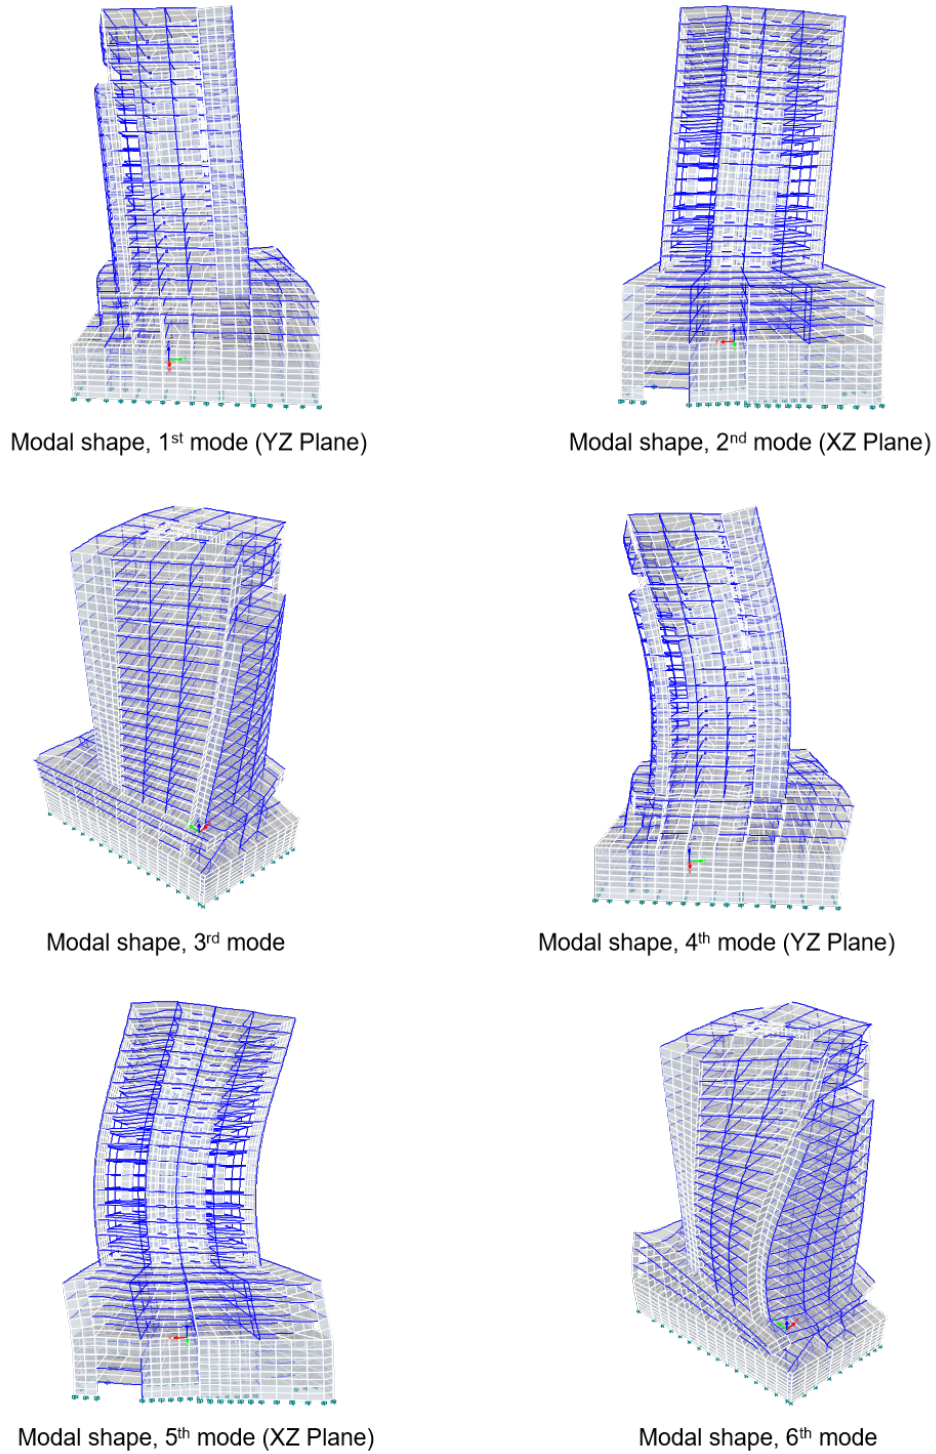 Modal shape, 1st mode (YZ Plane)
Modal shape, 2nd mode (XZ Plane)
Modal shape, 3rd mode
Modal shape, 4th mode (YZ Plane)
Modal shape, 5th mode (XZ Plane)
Modal shape, 6th mode